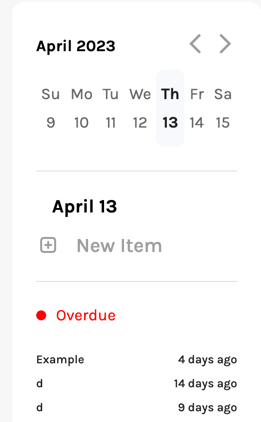 April 2023
Su Mo Tu We Th Fr Sa
9 10 11 12 13 14 15
April 13
New Item
Overdue
Example 4 days ago
d 14 days ago
d 9 days ago